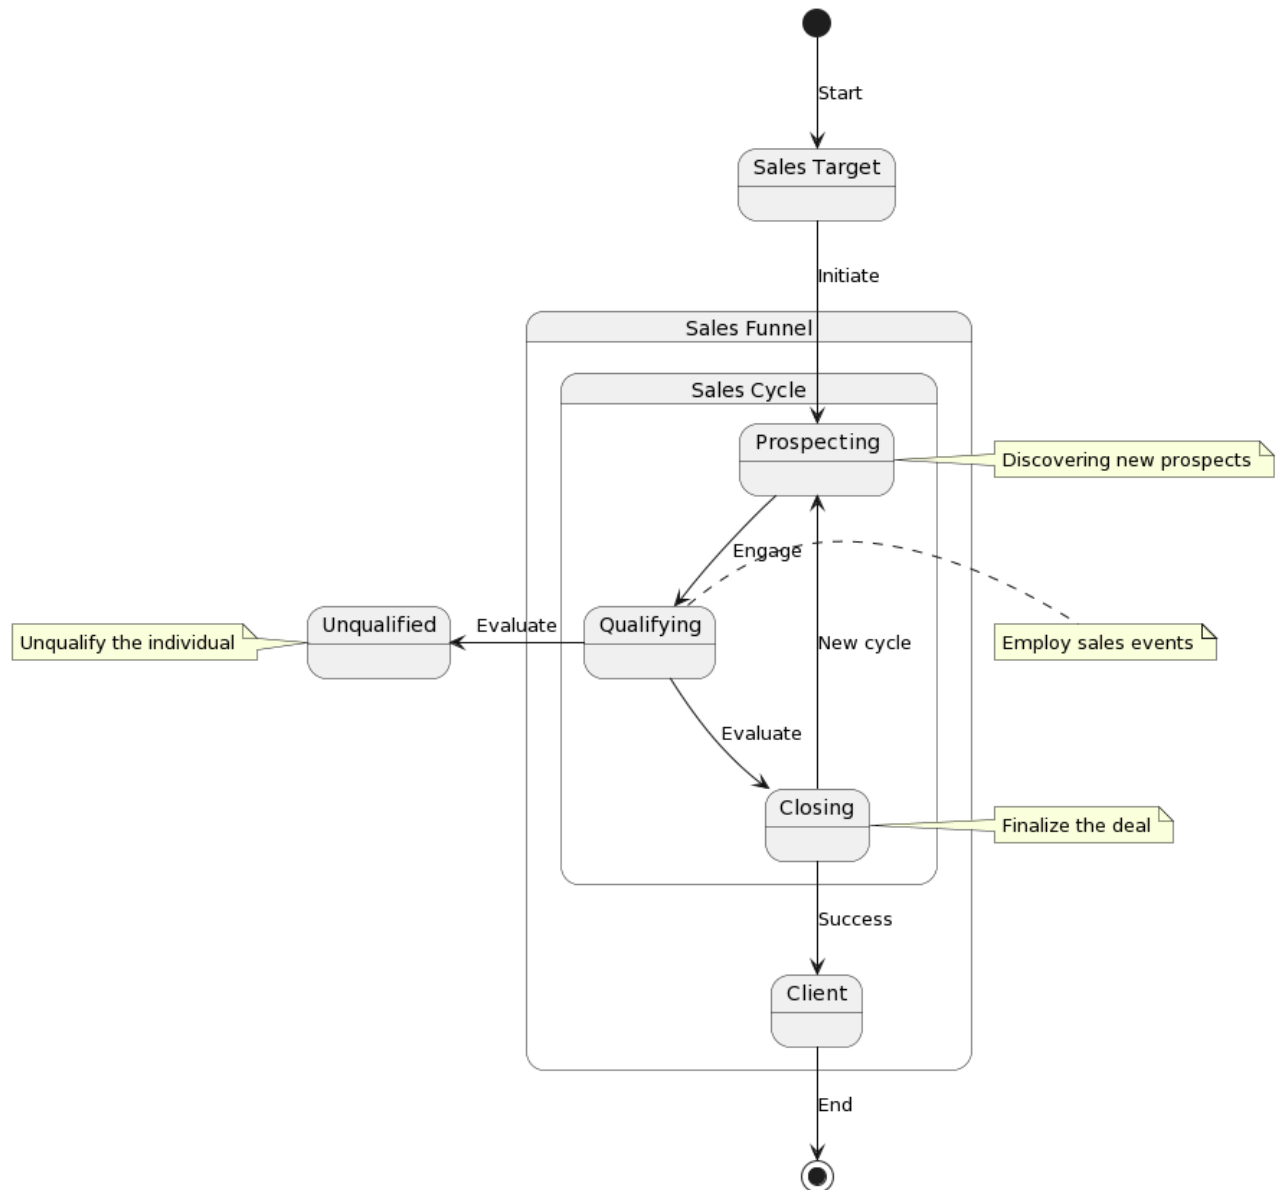 Start
Sales Target
Initiate
Sales Funnel
Sales Cycle
Prospecting
Discovering new prospects
Engage
Unqualify the individual
Unqualified
Evaluate
Qualifying
New cycle
Employ sales events
Evaluate
Closing
Finalize the deal
Success
Client
End